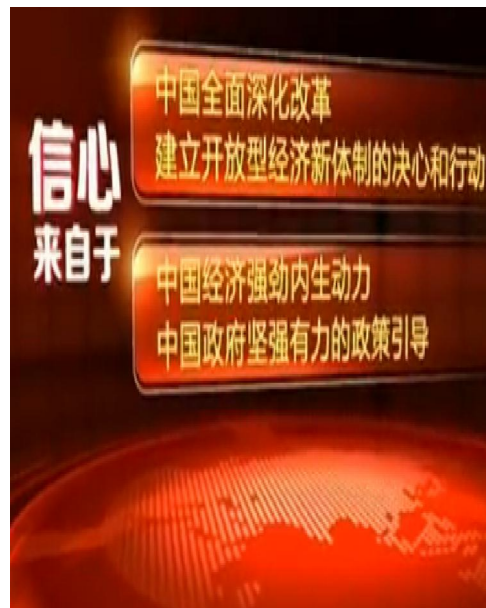 信心
来自于
中国全面深化改革
建立开放型经济新体制的决心和行动
中国经济强劲内生动力
中国政府坚强有力的政策引导